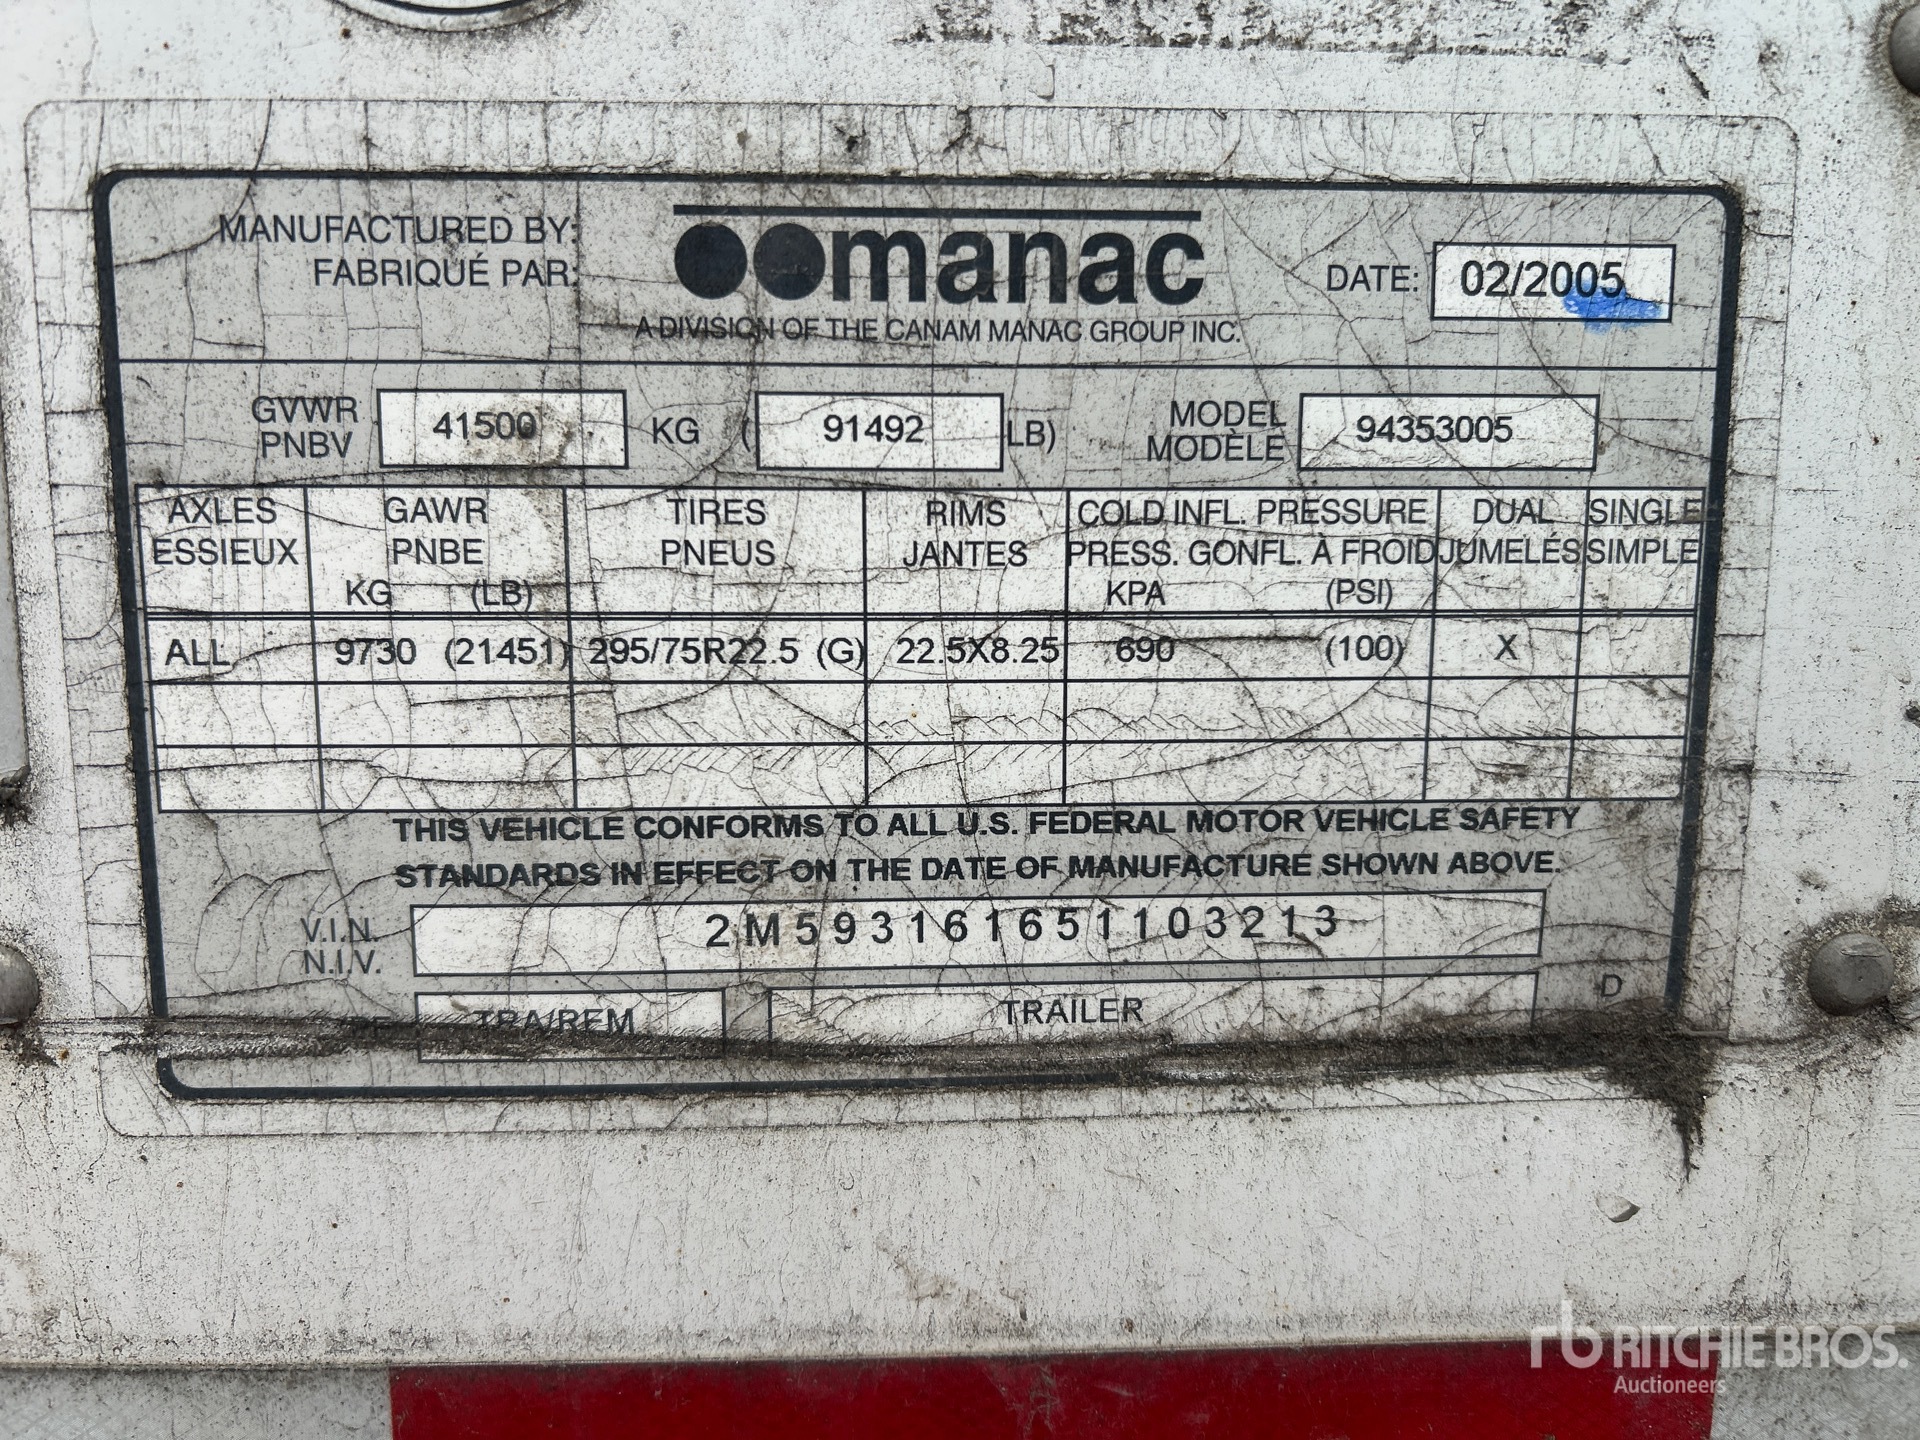 MANUFACTURED BY:
FABRIQUÉ PAR:
manac
A DIVISION OF THE CANAM MANAC GROUP INC.
DATE: 02/2005
GVWR
PNBV
41500 KG ( 91492 LB)
MODEL
MODÈLE
94353005
AXLES GAWR TIRES RIMS COLD INFL. PRESSURE DUAL SINGLE
ESSIEUX PNBE PNEUS JANTES PRESS. GONFL. À FROID JUMELÉS SIMPLE
KG (LB) KPA (PSI)
ALL 9730 (21451) 295/75R22.5 (G) 22.5X8.25 690 (100) X
THIS VEHICLE CONFORMS TO ALL U.S. FEDERAL MOTOR VEHICLE SAFETY
STANDARDS IN EFFECT ON THE DATE OF MANUFACTURE SHOWN ABOVE.
V.I.N.
N.I.V.
2M593161651103213
TRA/REM TRAILER D
rb RITCHIE BROS.
Auctioneers